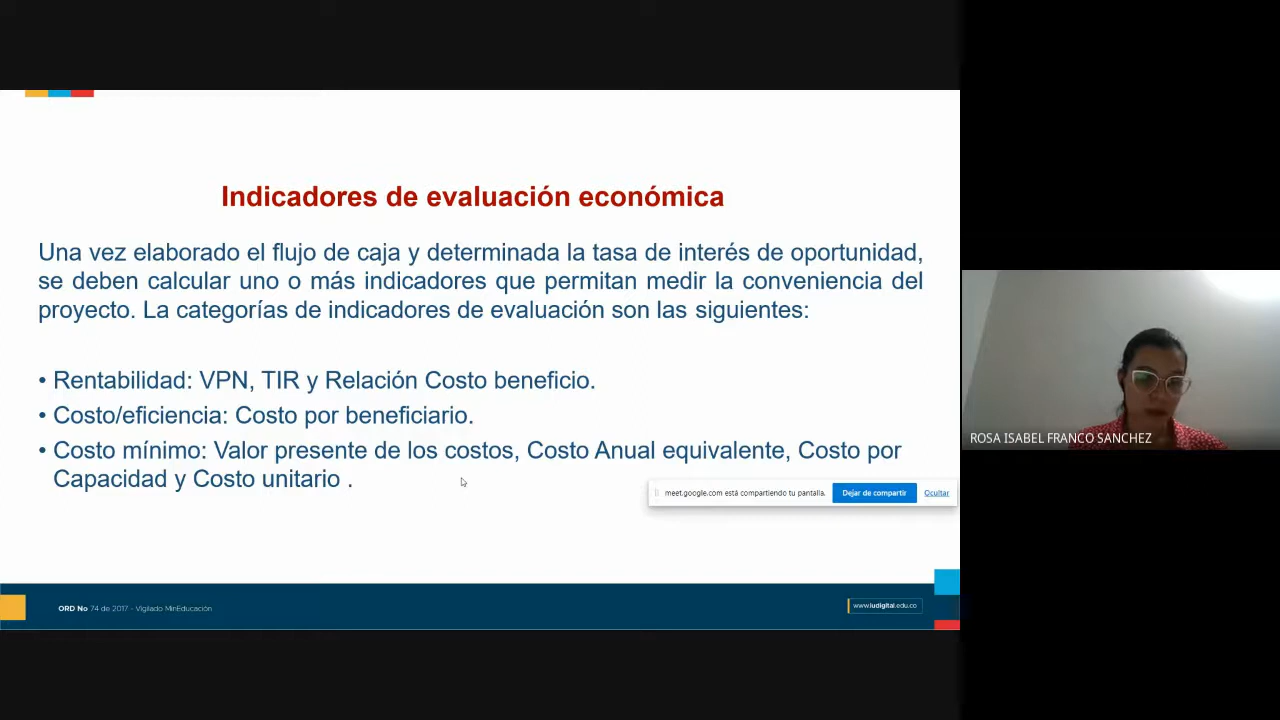 Indicadores de evaluación económica
Una vez elaborado el flujo de caja y determinada la tasa de interés de oportunidad,
se deben calcular uno o más indicadores que permitan medir la conveniencia del
proyecto. La categorías de indicadores de evaluación son las siguientes:
• Rentabilidad: VPN, TIR y Relación Costo beneficio.
• Costo/eficiencia: Costo por beneficiario.
• Costo mínimo: Valor presente de los costos, Costo Anual equivalente, Costo por
Capacidad y Costo unitario .
meet.google.com está compartiendo tu pantalla.
Dejar de compartir
Ocultar
ORD No 74 de 2017 - Vigilado MinEducación
www.iudigital.edu.co
ROSA ISABEL FRANCO SANCHEZ